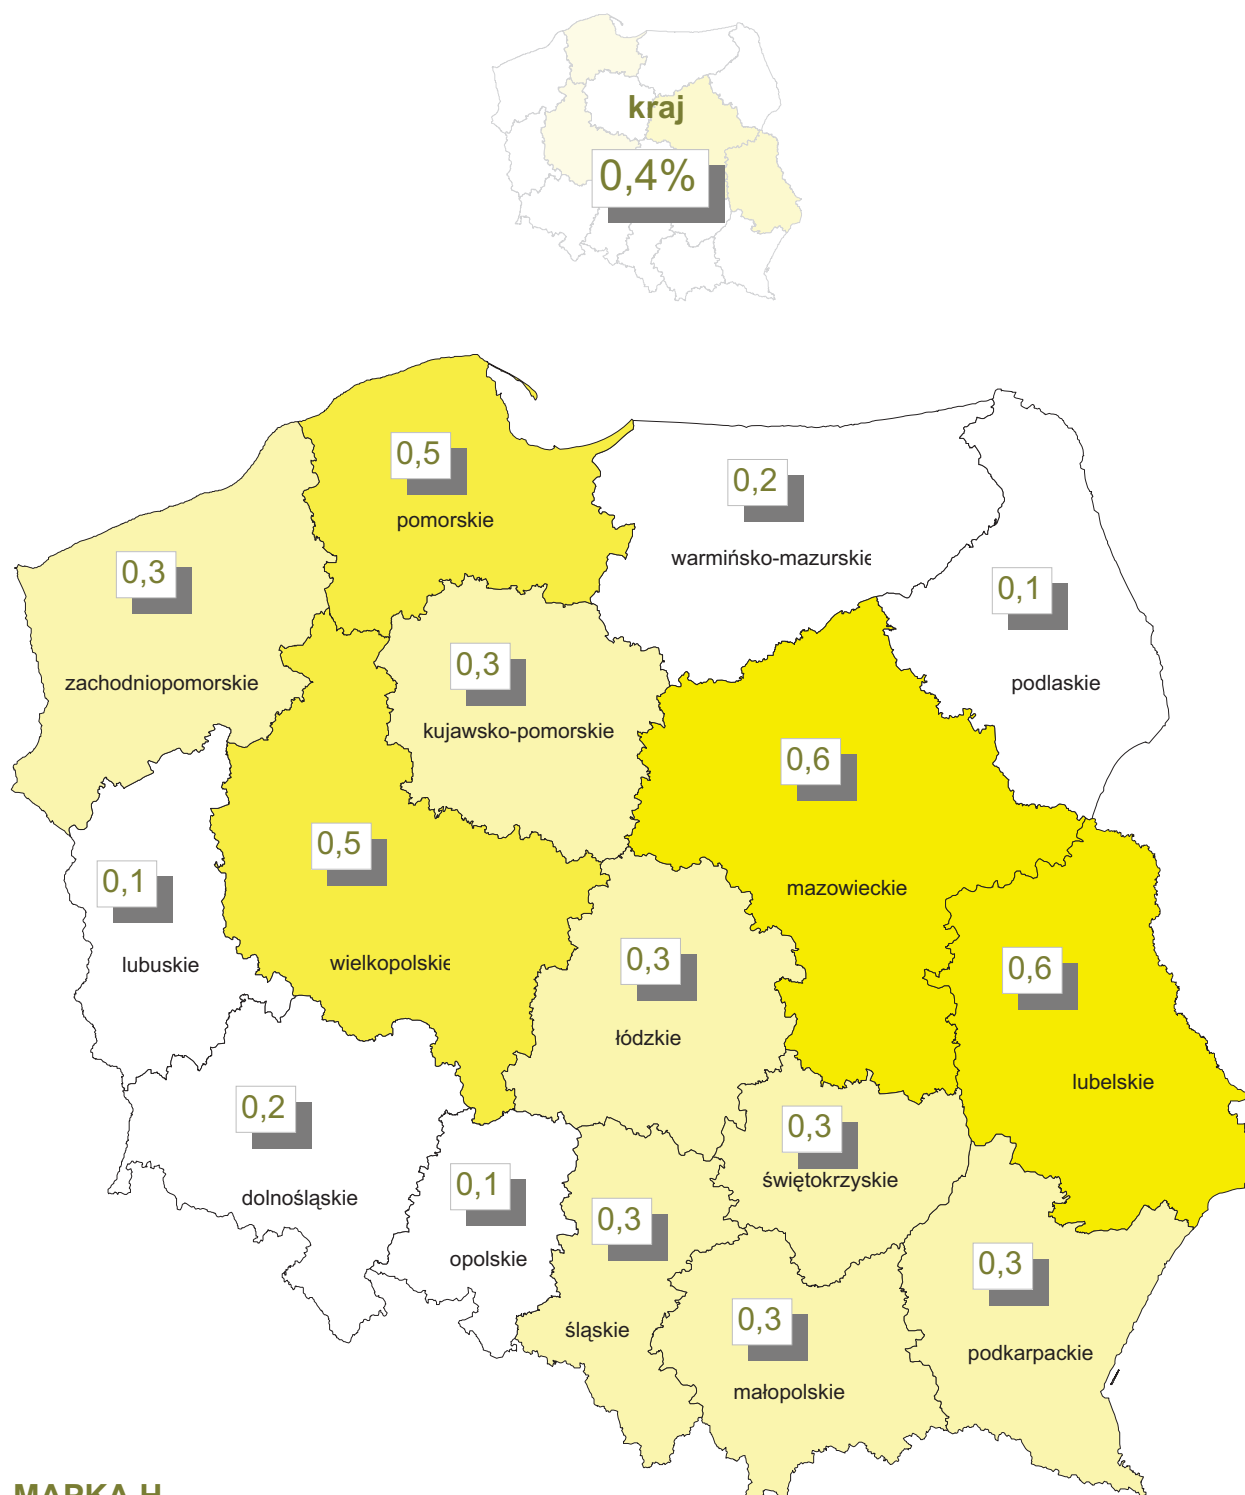 kraj
0,4%
0,5
pomorskie
0,2
warmińsko-mazurskie
0,3
zachodniopomorskie
0,1
podlaskie
0,3
kujawsko-pomorskie
0,6
mazowieckie
0,5
wielkopolskie
0,1
lubuskie
0,3
łódzkie
0,6
lubelskie
0,2
dolnośląskie
0,3
świętokrzyskie
0,1
opolskie
0,3
śląskie
0,3
podkarpackie
0,3
małopolskie
MAPKA H